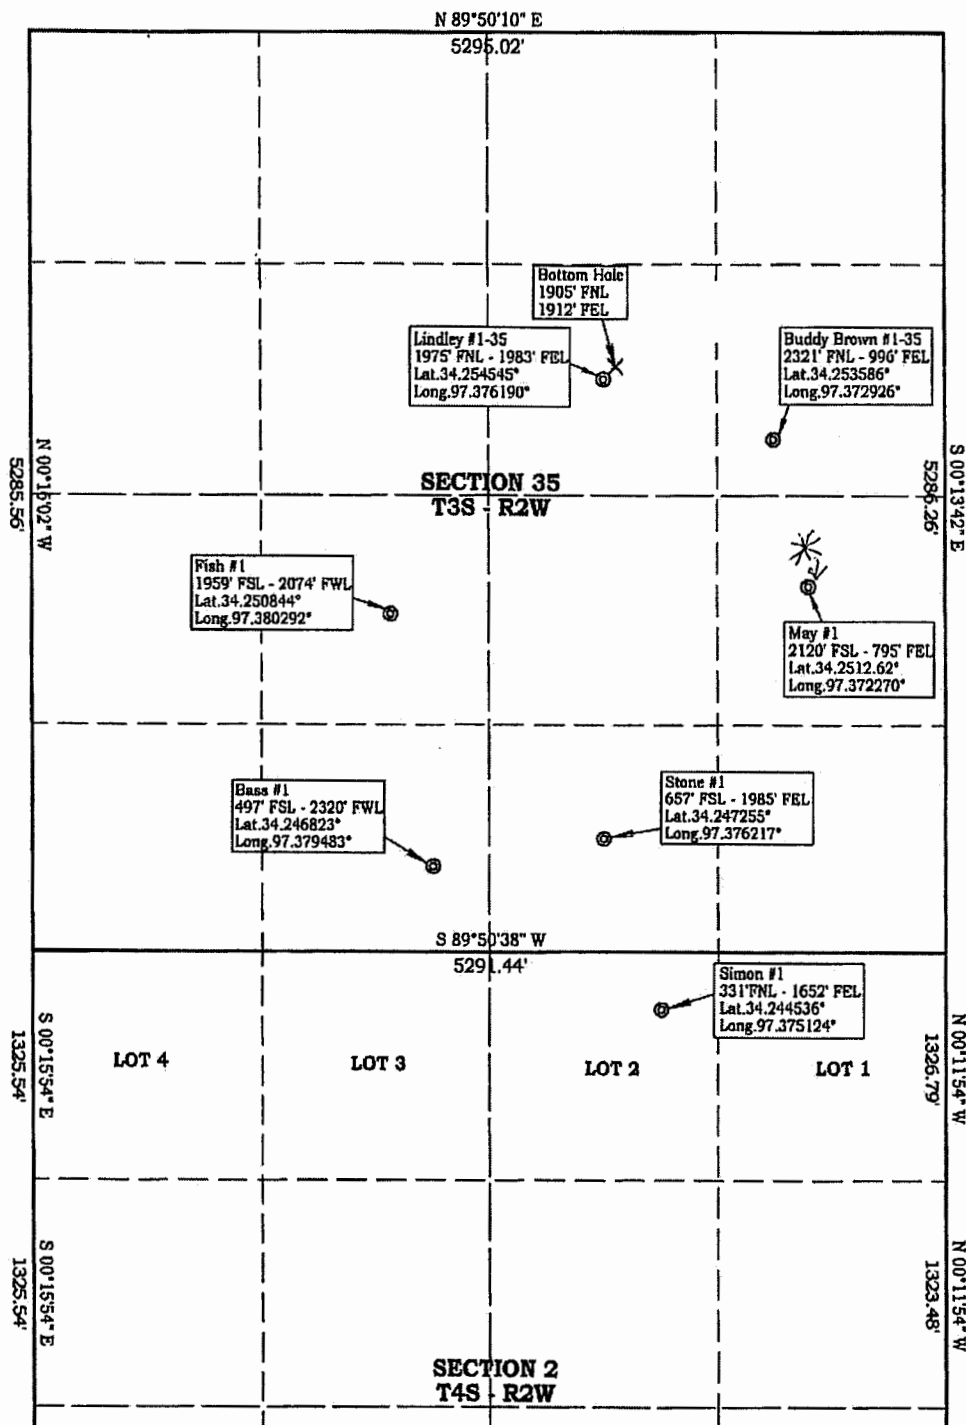 N 89°50'10" E
5295.02'
Bottom Hole
1905' FNL
1912' FEL
Lindley #1-35
1975' FNL - 1983' FEL
Lat.34.254545°
Long.97.376190°
Buddy Brown #1-35
2321' FNL - 996' FEL
Lat.34.253586°
Long.97.372926°
N 00°16'02" W
5285.56'
S 00°13'42" E
5286.26'
SECTION 35
T3S - R2W
Fish #1
1959' FSL - 2074' FWL
Lat.34.250844°
Long.97.380292°
May #1
2120' FSL - 795' FEL
Lat.34.2512.62°
Long.97.372270°
Bass #1
497' FSL - 2320' FWL
Lat.34.246823°
Long.97.379483°
Stone #1
657' FSL - 1985' FEL
Lat.34.247255°
Long.97.376217°
S 89°50'38" W
5291.44'
Simon #1
331'FNL - 1652' FEL
Lat.34.244536°
Long.97.375124°
S 00°15'54" E
1325.54'
LOT 4
LOT 3
LOT 2
LOT 1
N 00°11'54" W
1326.79'
S 00°15'54" E
1325.54'
N 00°11'54" W
1323.48'
SECTION 2
T4S - R2W